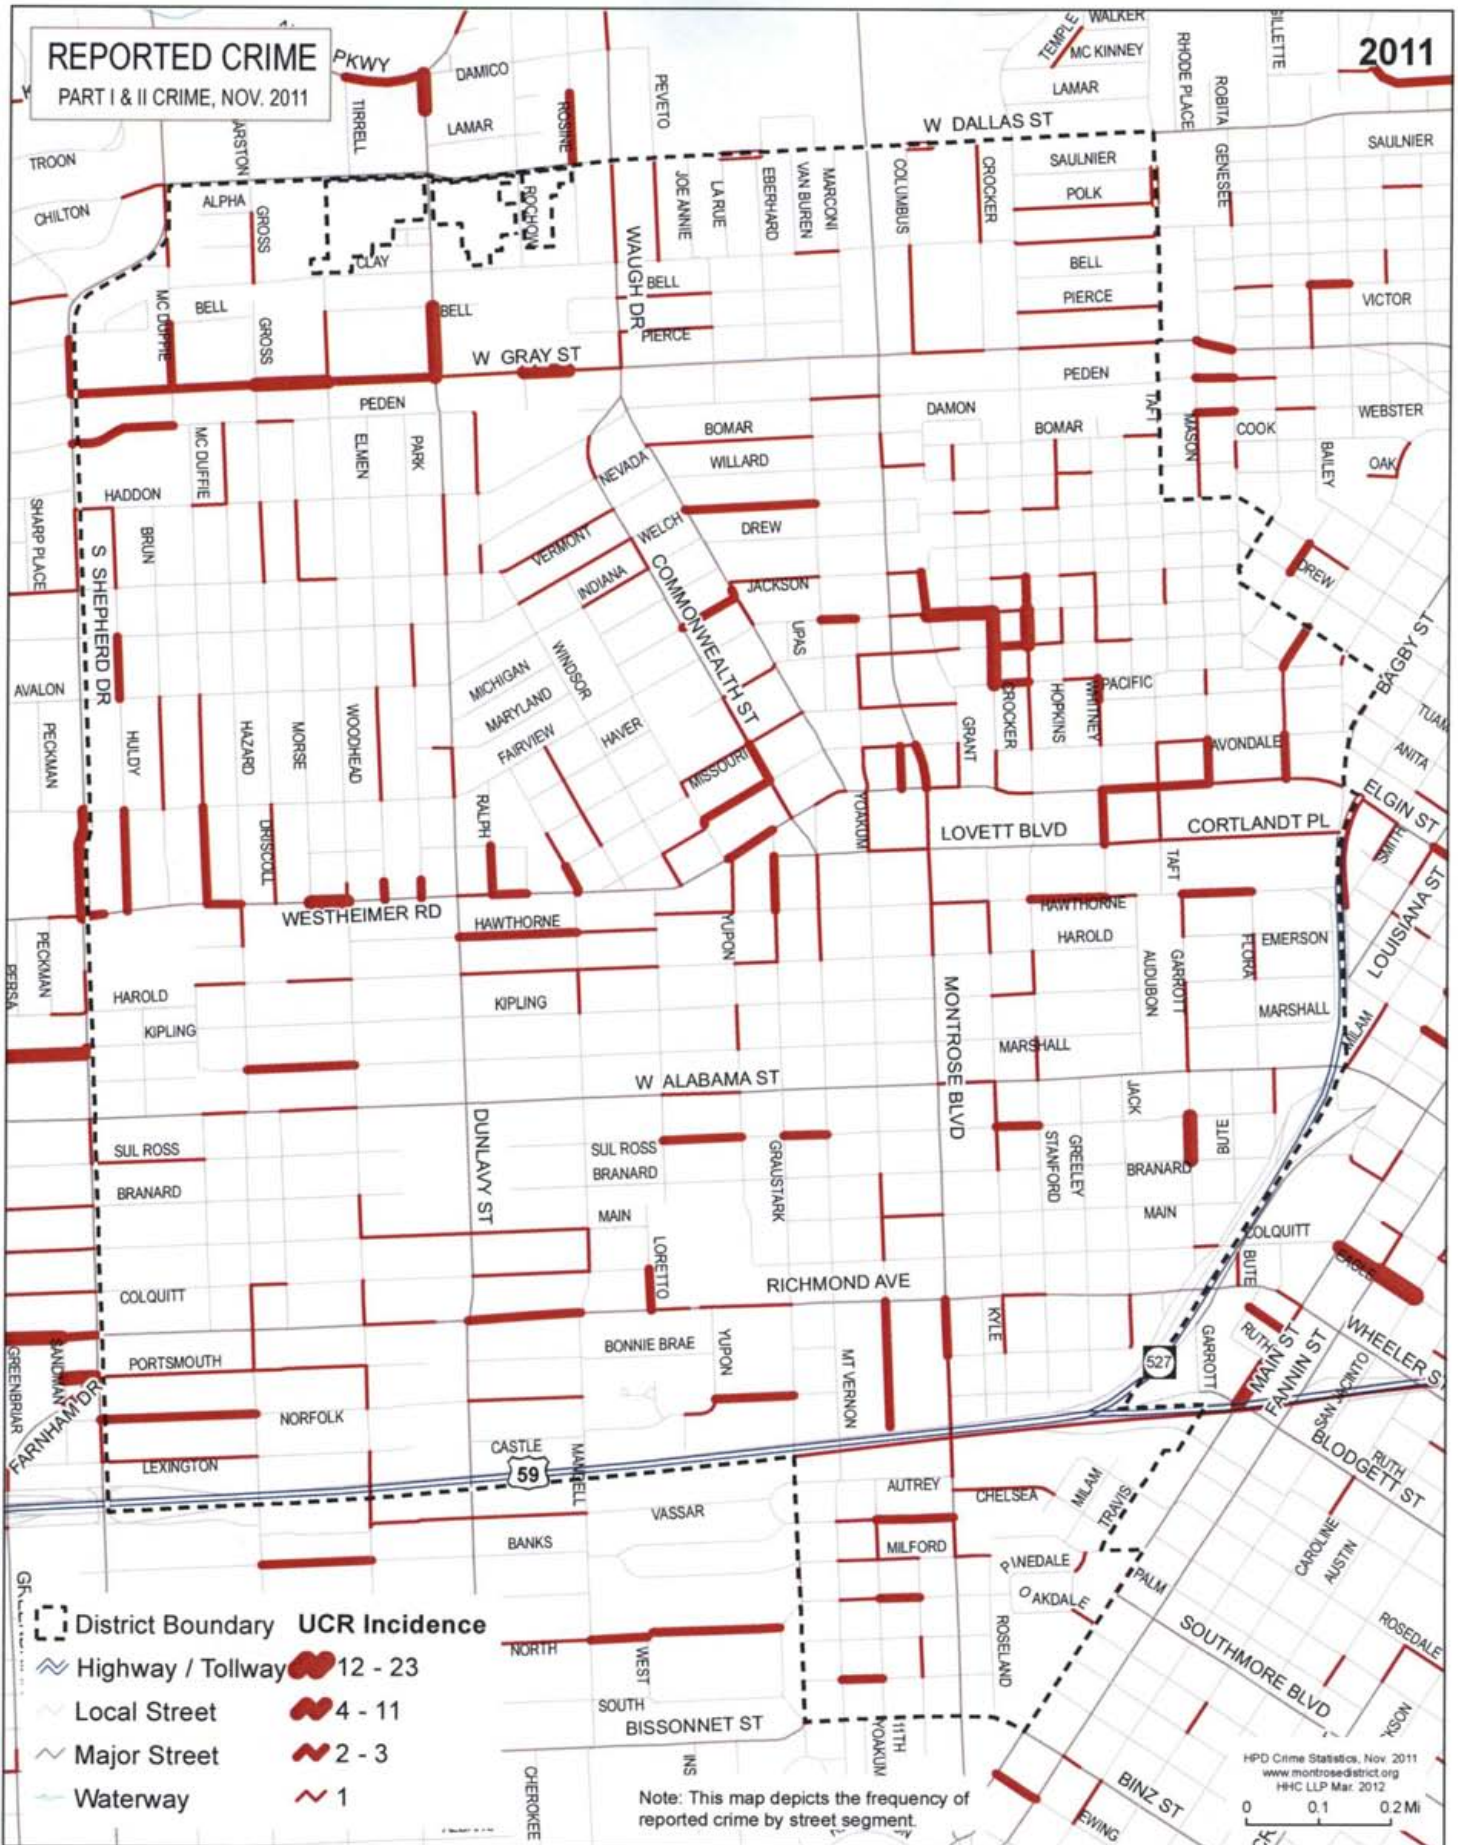 REPORTED CRIME
PART I & II CRIME, NOV. 2011
2011
PKWY
DAMICO
TIRRELL
LAMAR
ROSINE
PEVETO
TEMPLE
WALKER
MC KINNEY
LAMAR
RHODE PLACE
ROBITA
W DALLAS ST
SAULNIER
TROON
CHILTON
ALPHA
GROSS
CLAY
ROCHOW
WAUGH DR
JOE ANNIE
LA RUE
EBERHARD
VAN BUREN
MARCONI
COLUMBUS
CROCKER
SAULNIER
POLK
GENESEE
BELL
MC DUFFIE
BELL
GROSS
BELL
BELL
PIERCE
PIERCE
VICTOR
W GRAY ST
PEDEN
PEDEN
TAFT
MASON
WEBSTER
COOK
MC DUFFIE
ELMEN
PARK
BOMAR
WILLARD
DAMON
BOMAR
BAILEY
OAK
NEVADA
HADDON
SHARP PLACE
BRUN
VERMONT
WELCH
DREW
INDIANA
COMMONWEALTH ST
JACKSON
DREW
S SHEPHERD DR
UPAS
BAGBY ST
AVALON
MICHIGAN
WINDSOR
MARYLAND
FAIRVIEW
HAVER
PACIFIC
CROCKER
HOPKINS
WHITNEY
GRANT
PECKMAN
HULDY
HAZARD
MORSE
WOODHEAD
MISSOURI
AVONDALE
ANITA
ELGIN ST
RALPH
DRISCOLL
YOAKUM
LOVETT BLVD
CORTLANDT PL
SMITH
TAFT
WESTHEIMER RD
HAWTHORNE
YUPON
HAWTHORNE
HAROLD
EMERSON
LOUISIANA ST
PECKMAN
PERSA
HAROLD
KIPLING
KIPLING
MONTROSE BLVD
AUDUBON
GARROTT
FLORA
MARSHALL
MARSHALL
MILAM
W ALABAMA ST
JACK
DUNLAVY ST
SUL ROSS
SUL ROSS
BRANARD
BRANARD
GRAUSTARK
STANFORD
GREELEY
BRANARD
BUTE
MAIN
MAIN
LORETTO
COLQUITT
BUTE
EAGLE
COLQUITT
RICHMOND AVE
KYLE
WHEELER ST
RUTH
MAIN ST
FANNIN ST
GREENBRIAR
SANDMAN
PORTSMOUTH
BONNIE BRAE
YUPON
MT VERNON
527
GARROTT
SAN JACINTO
FARNHAM DR
NORFOLK
LEXINGTON
CASTLE
59
MANDELL
BLODGETT ST
RUTH
AUTREY
CHELSEA
MILAM
TRAVIS
VASSAR
BANKS
MILFORD
PINEDALE
OAKDALE
PALM
CAROLINE
AUSTIN
ROSEDALE
SOUTHMORE BLVD
NORTH
WEST
ROSELAND
SOUTH
BISSONNET ST
11TH
YOAKUM
CHEROKEE
BINZ ST
EWING
District Boundary
Highway / Tollway
Local Street
Major Street
Waterway
UCR Incidence
12 - 23
4 - 11
2 - 3
1
Note: This map depicts the frequency of
reported crime by street segment.
HPD Crime Statistics, Nov. 2011
www.montrosedistrict.org
HHC LLP Mar. 2012
0 0.1 0.2 Mi